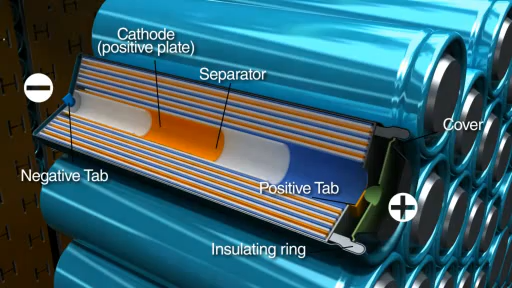 Cathode
(positive plate)
Separator
Cover
Negative Tab
Positive Tab
Insulating ring